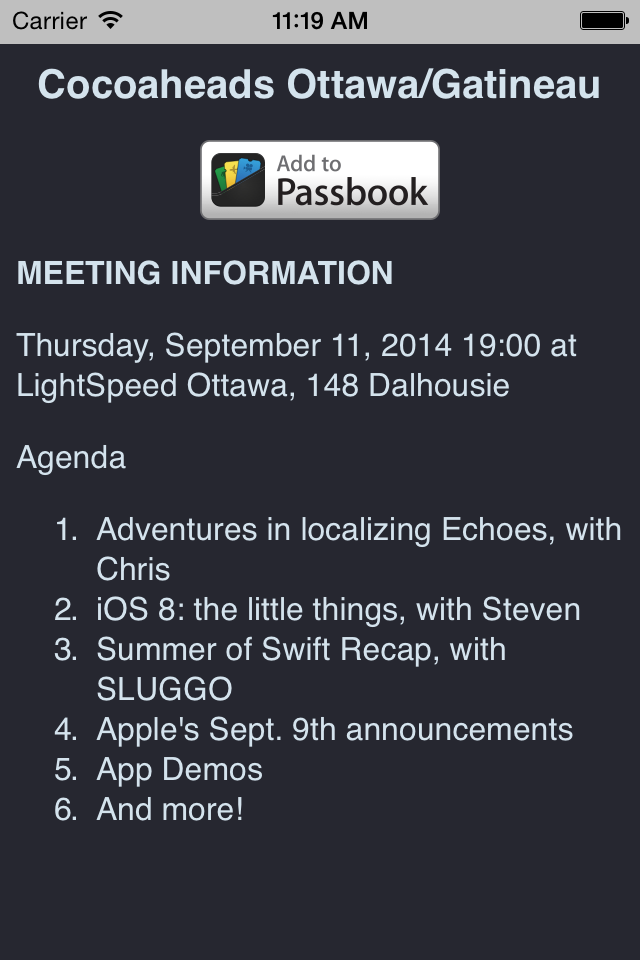 Carrier 11:19 AM
Cocoaheads Ottawa/Gatineau
Add to
Passbook
MEETING INFORMATION
Thursday, September 11, 2014 19:00 at
LightSpeed Ottawa, 148 Dalhousie
Agenda
1. Adventures in localizing Echoes, with
Chris
2. iOS 8: the little things, with Steven
3. Summer of Swift Recap, with
SLUGGO
4. Apple's Sept. 9th announcements
5. App Demos
6. And more!